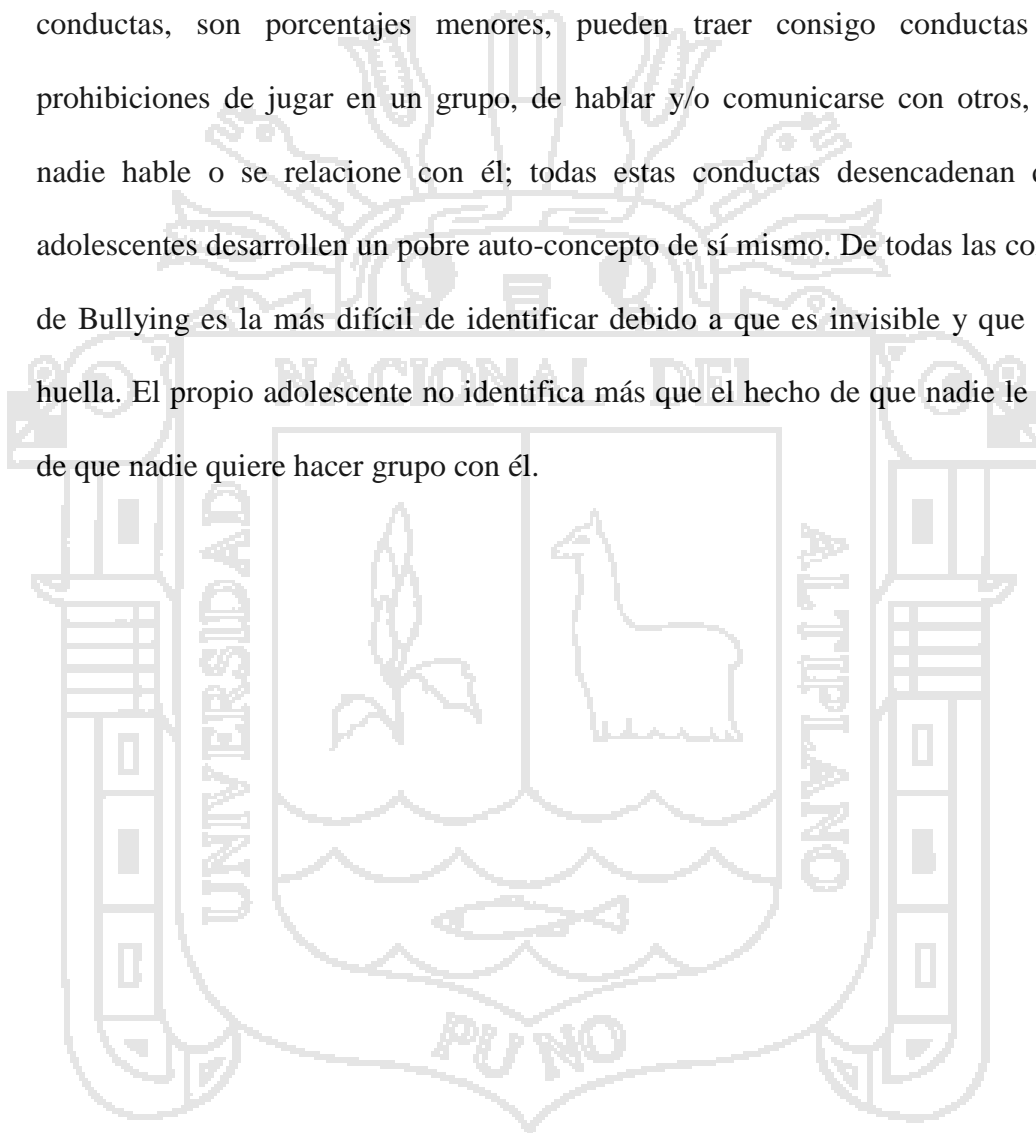 conductas, son porcentajes menores, pueden traer consigo conductas
prohibiciones de jugar en un grupo, de hablar y/o comunicarse con otros,
nadie hable o se relacione con él; todas estas conductas desencadenan
adolescentes desarrollen un pobre auto-concepto de sí mismo. De todas las co
de Bullying es la más difícil de identificar debido a que es invisible y que
huella. El propio adolescente no identifica más que el hecho de que nadie le
de que nadie quiere hacer grupo con él.
NACIONAL DEL
UNIVERSIDAD
ALTIPLANO
PUNO